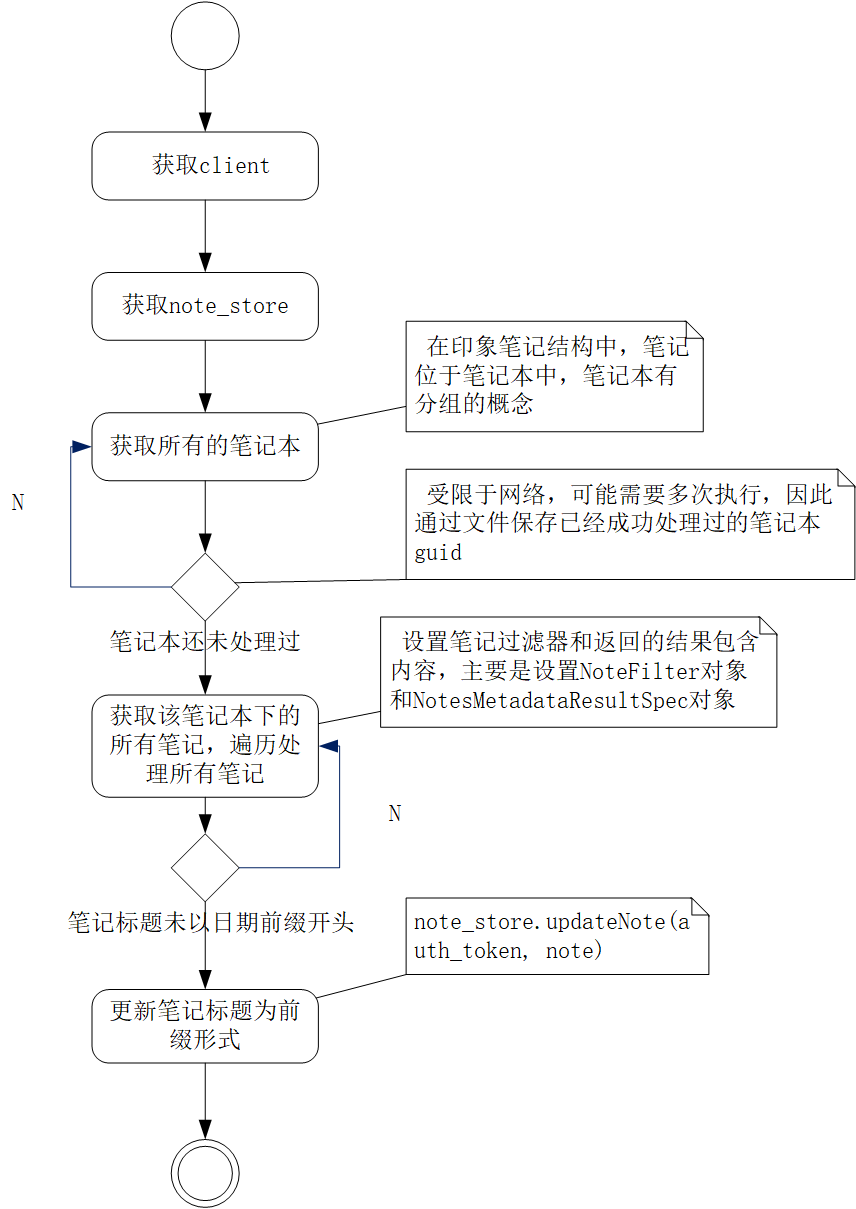 获取client
获取note_store
在印象笔记结构中，笔记
位于笔记本中，笔记本有
分组的概念
获取所有的笔记本
N
受限于网络，可能需要多次执行，因此
通过文件保存已经成功处理过的笔记本
guid
笔记本还未处理过
设置笔记过滤器和返回的结果包含
内容，主要是设置NoteFilter对象
和NotesMetadataResultSpec对象
获取该笔记本下的
所有笔记，遍历处
理所有笔记
N
笔记标题未以日期前缀开头
note_store.updateNote(a
uth_token, note)
更新笔记标题为前
缀形式